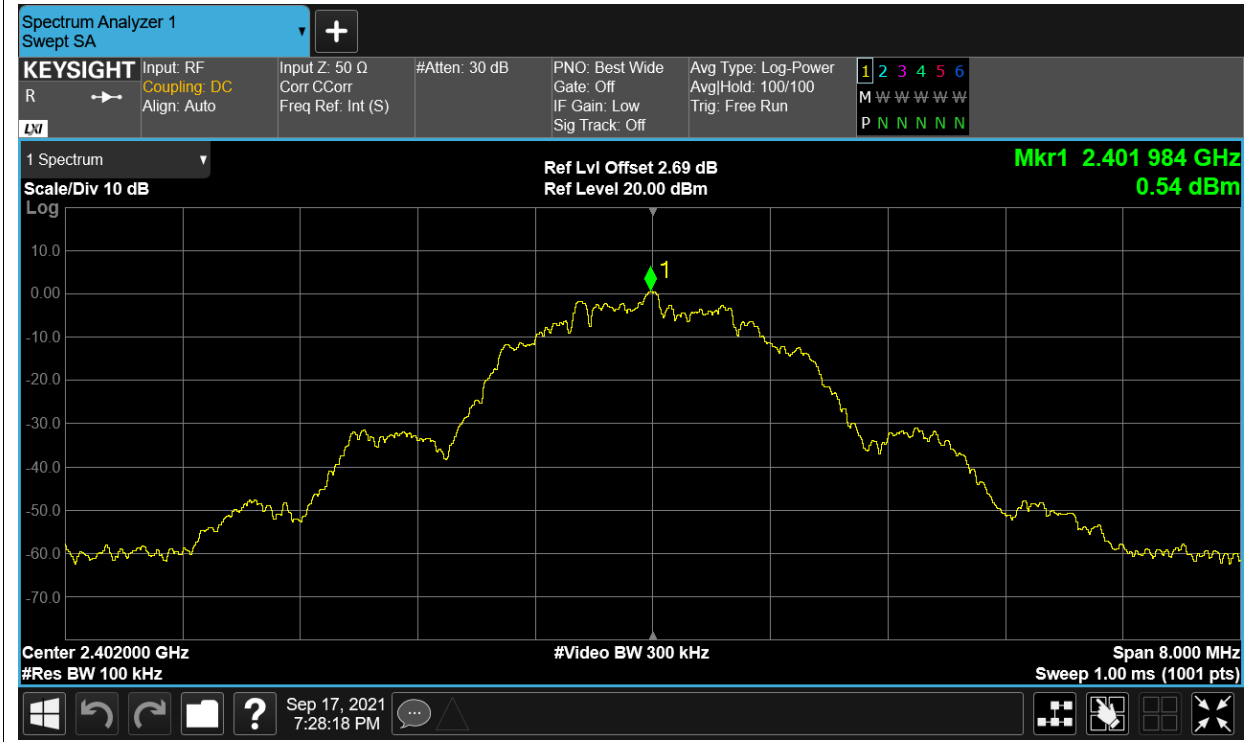 Spectrum Analyzer 1
Swept SA
KEYSIGHT
R
LXI
Input: RF
Coupling: DC
Align: Auto
Input Z: 50 Ω
Corr CCorr
Freq Ref: Int (S)
#Atten: 30 dB
PNO: Best Wide
Gate: Off
IF Gain: Low
Sig Track: Off
Avg Type: Log-Power
Avg|Hold: 100/100
Trig: Free Run
1 2 3 4 5 6
M W W W W W
P N N N N N
1 Spectrum
Scale/Div 10 dB
Log
Ref Lvl Offset 2.69 dB
Ref Level 20.00 dBm
Mkr1 2.401 984 GHz
0.54 dBm
10.0
0.00
-10.0
-20.0
-30.0
-40.0
-50.0
-60.0
-70.0
1
Center 2.402000 GHz
#Res BW 100 kHz
#Video BW 300 kHz
Span 8.000 MHz
Sweep 1.00 ms (1001 pts)
?
Sep 17, 2021
7:28:18 PM